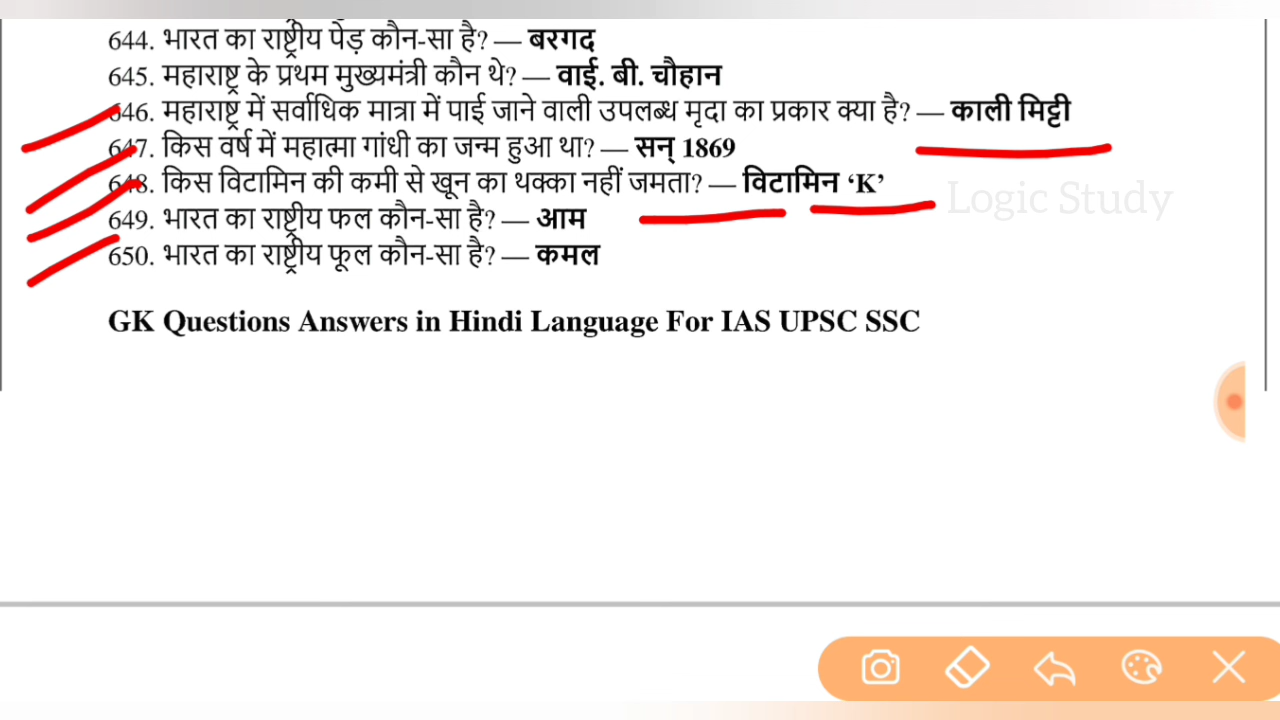 644. भारत का राष्ट्रीय पेड़ कौन-सा है? — बरगद
645. महाराष्ट्र के प्रथम मुख्यमंत्री कौन थे? — वाई. बी. चौहान
646. महाराष्ट्र में सर्वाधिक मात्रा में पाई जाने वाली उपलब्ध मृदा का प्रकार क्या है? — काली मिट्टी
647. किस वर्ष में महात्मा गांधी का जन्म हुआ था? — सन् 1869
648. किस विटामिन की कमी से खून का थक्का नहीं जमता? — विटामिन ‘K’
Logic Study
649. भारत का राष्ट्रीय फल कौन-सा है? — आम
650. भारत का राष्ट्रीय फूल कौन-सा है? — कमल
GK Questions Answers in Hindi Language For IAS UPSC SSC